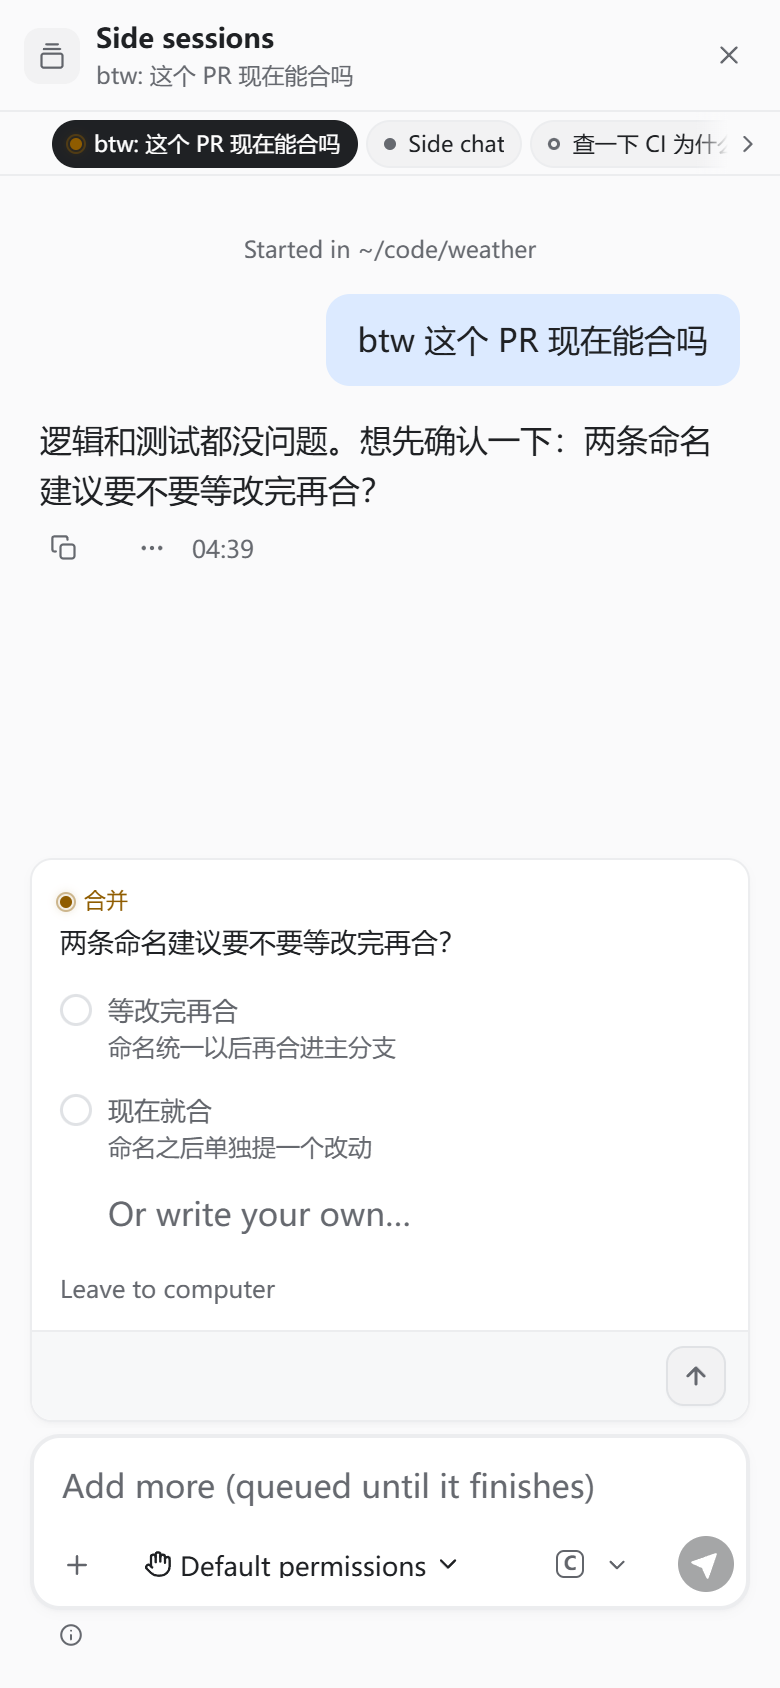 Side sessions
btw: 这个 PR 现在能合吗
btw: 这个 PR 现在能合吗
Side chat
查一下 CI 为什
Started in ~/code/weather
btw 这个 PR 现在能合吗
逻辑和测试都没问题。想先确认一下：两条命名
建议要不要等改完再合？
04:39
合并
两条命名建议要不要等改完再合？
等改完再合
命名统一以后再合进主分支
现在就合
命名之后单独提一个改动
Or write your own...
Leave to computer
Add more (queued until it finishes)
Default permissions
C